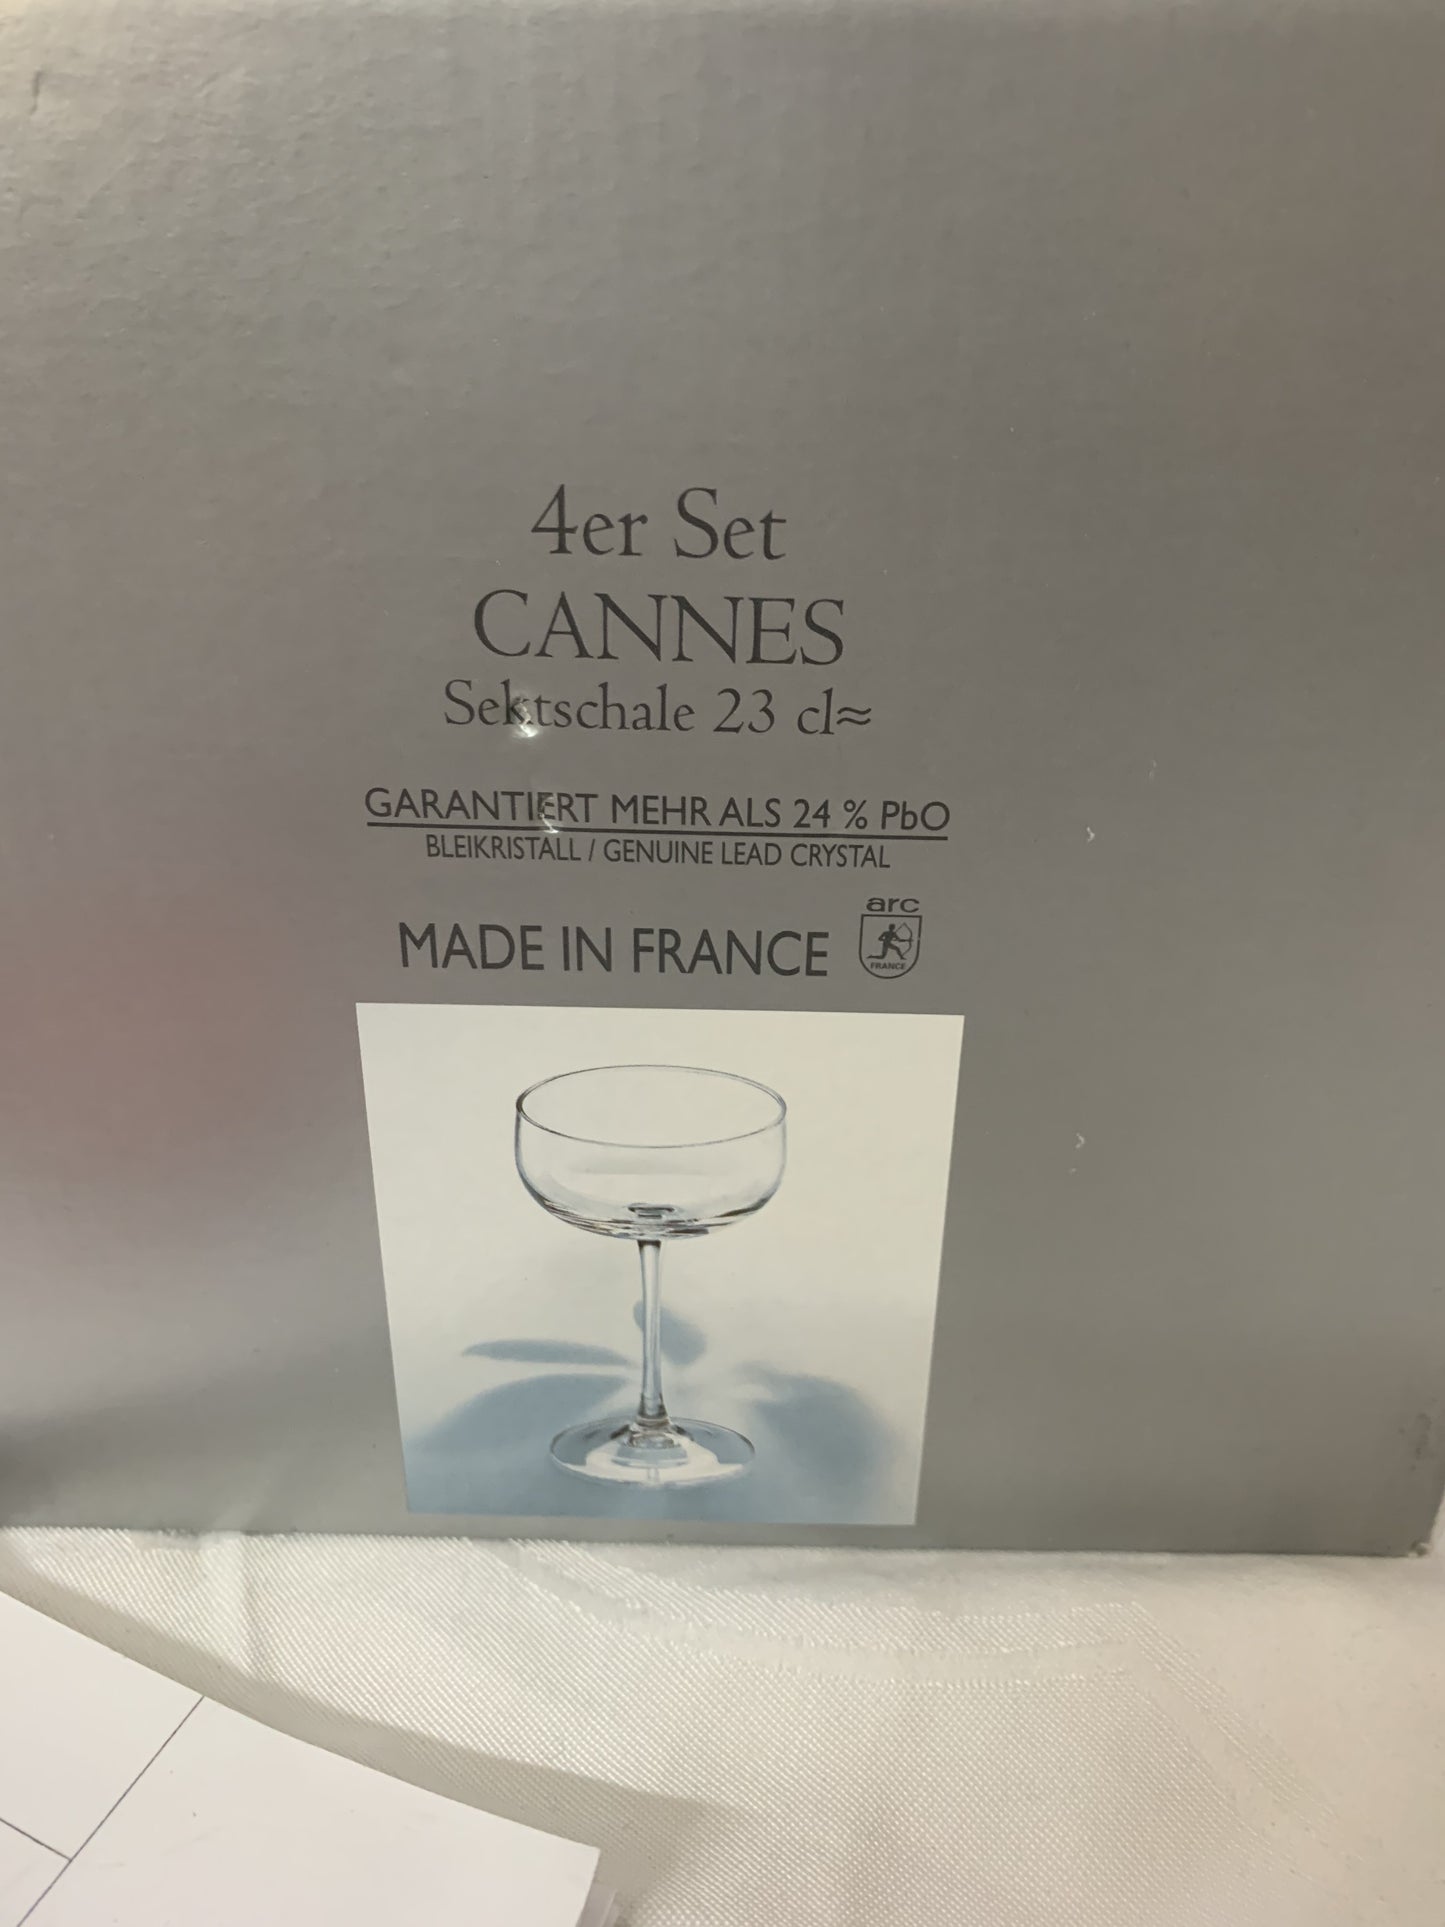 4er Set
CANNES
Sektschale 23 cl≈
GARANTIERT MEHR ALS 24 % PbO
BLEIKRISTALL / GENUINE LEAD CRYSTAL
MADE IN FRANCE
arc
FRANCE